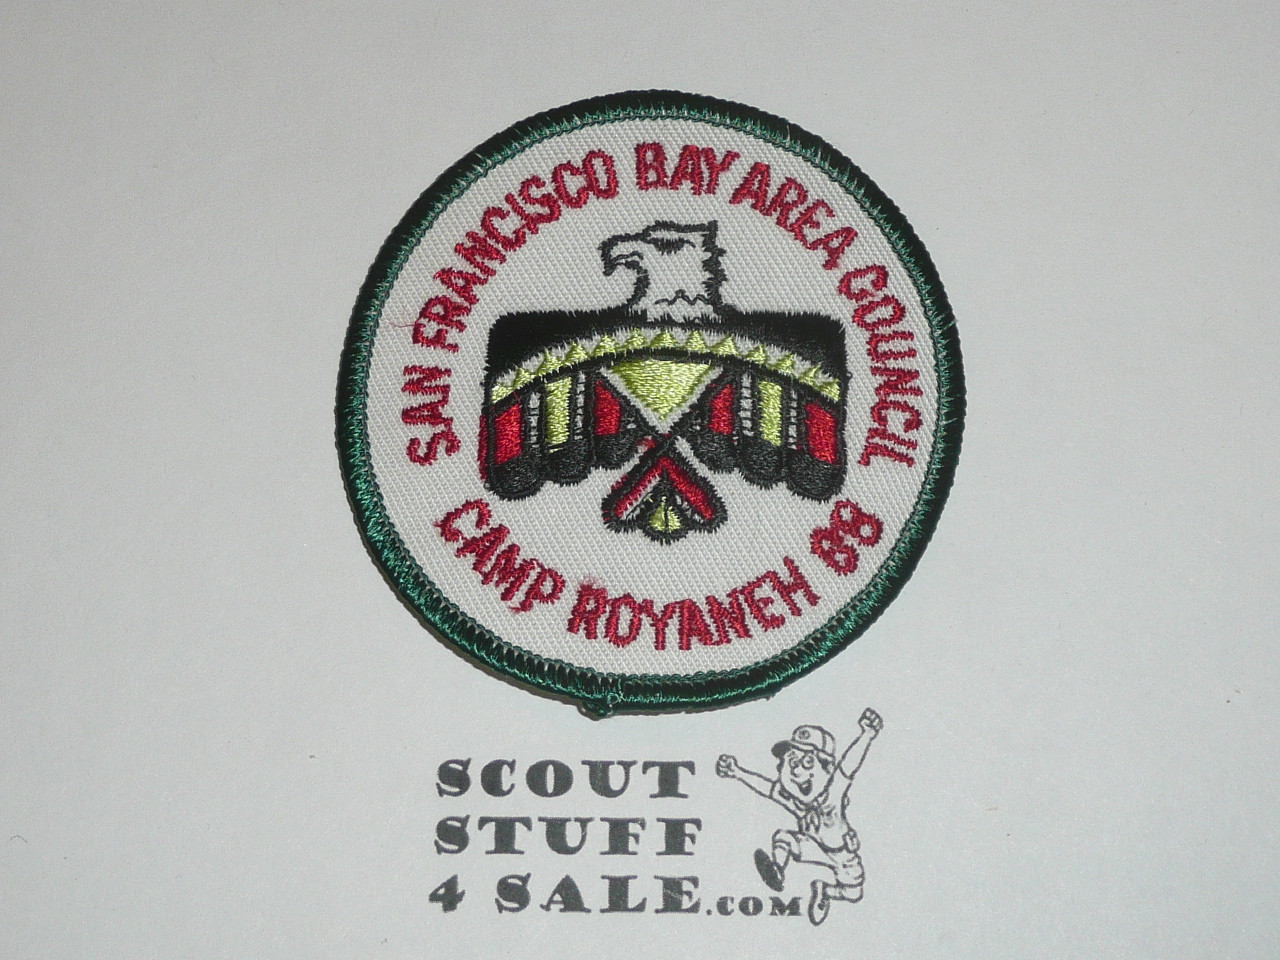 SAN FRANCISCO BAY AREA COUNCIL
CAMP ROYANEH 88
SCOUT
STUFF
4 SALE.COM